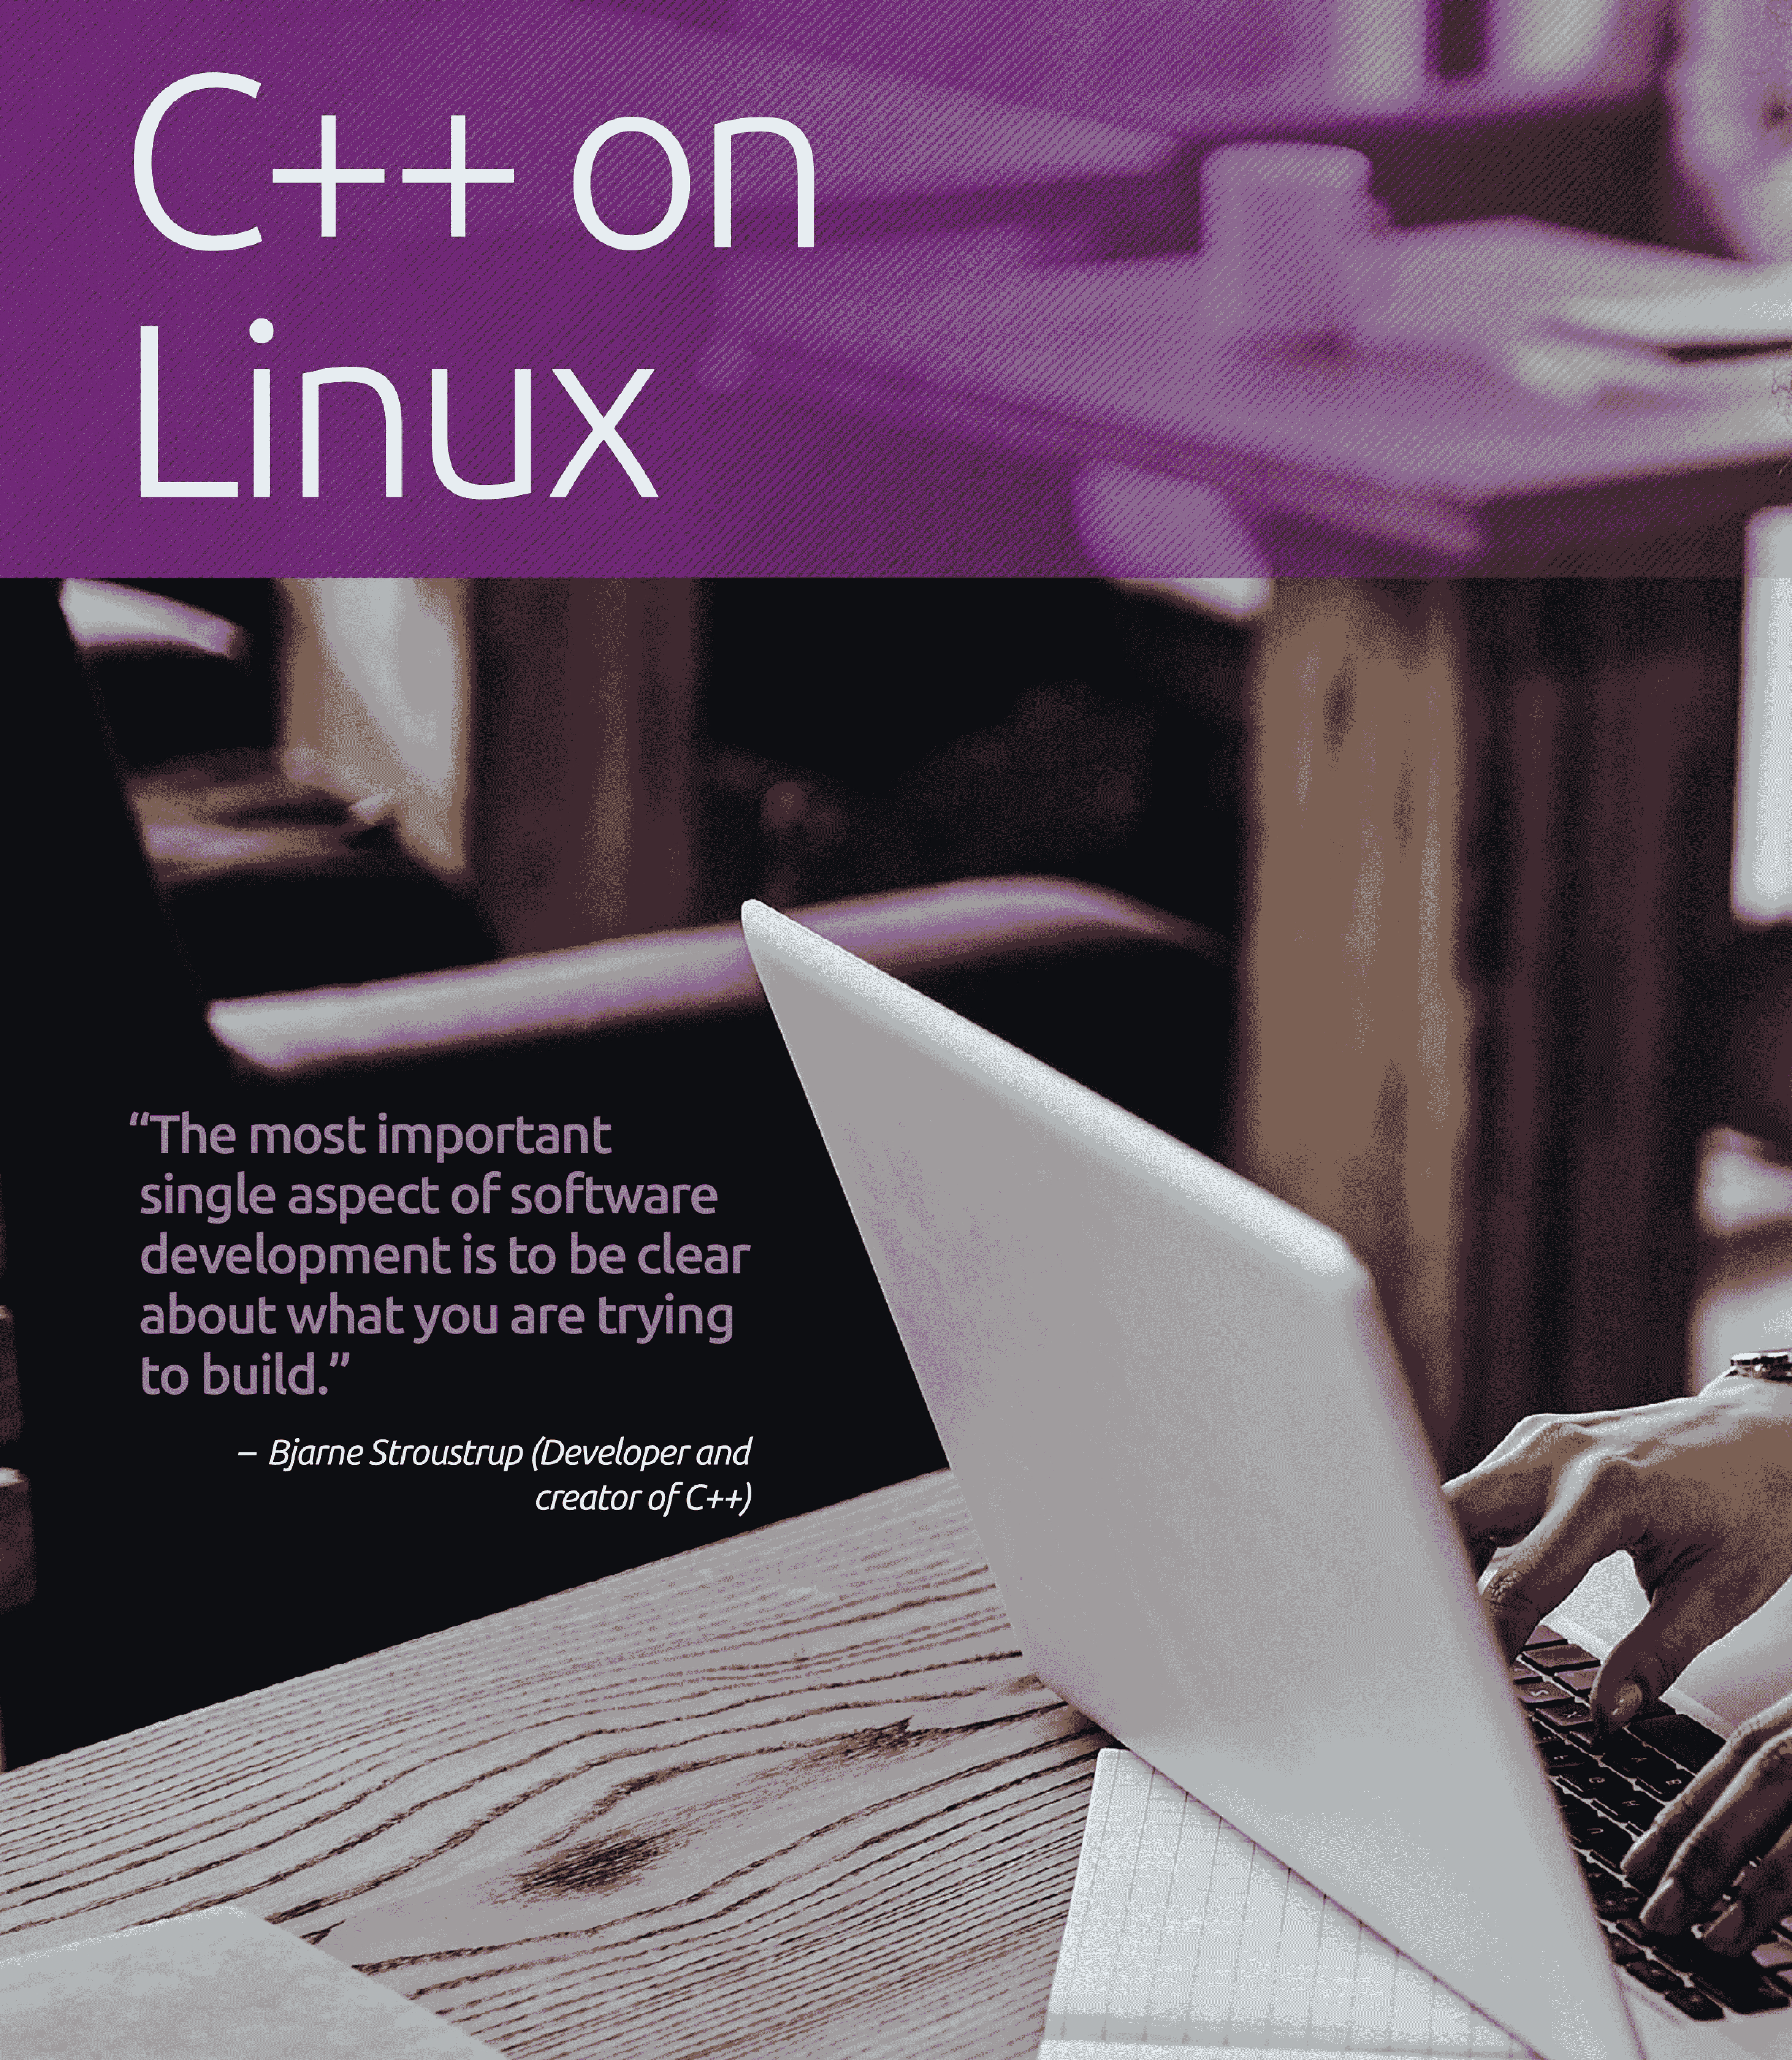 C++ on
Linux
“The most important
single aspect of software
development is to be clear
about what you are trying
to build.”
– Bjarne Stroustrup (Developer and
creator of C++)